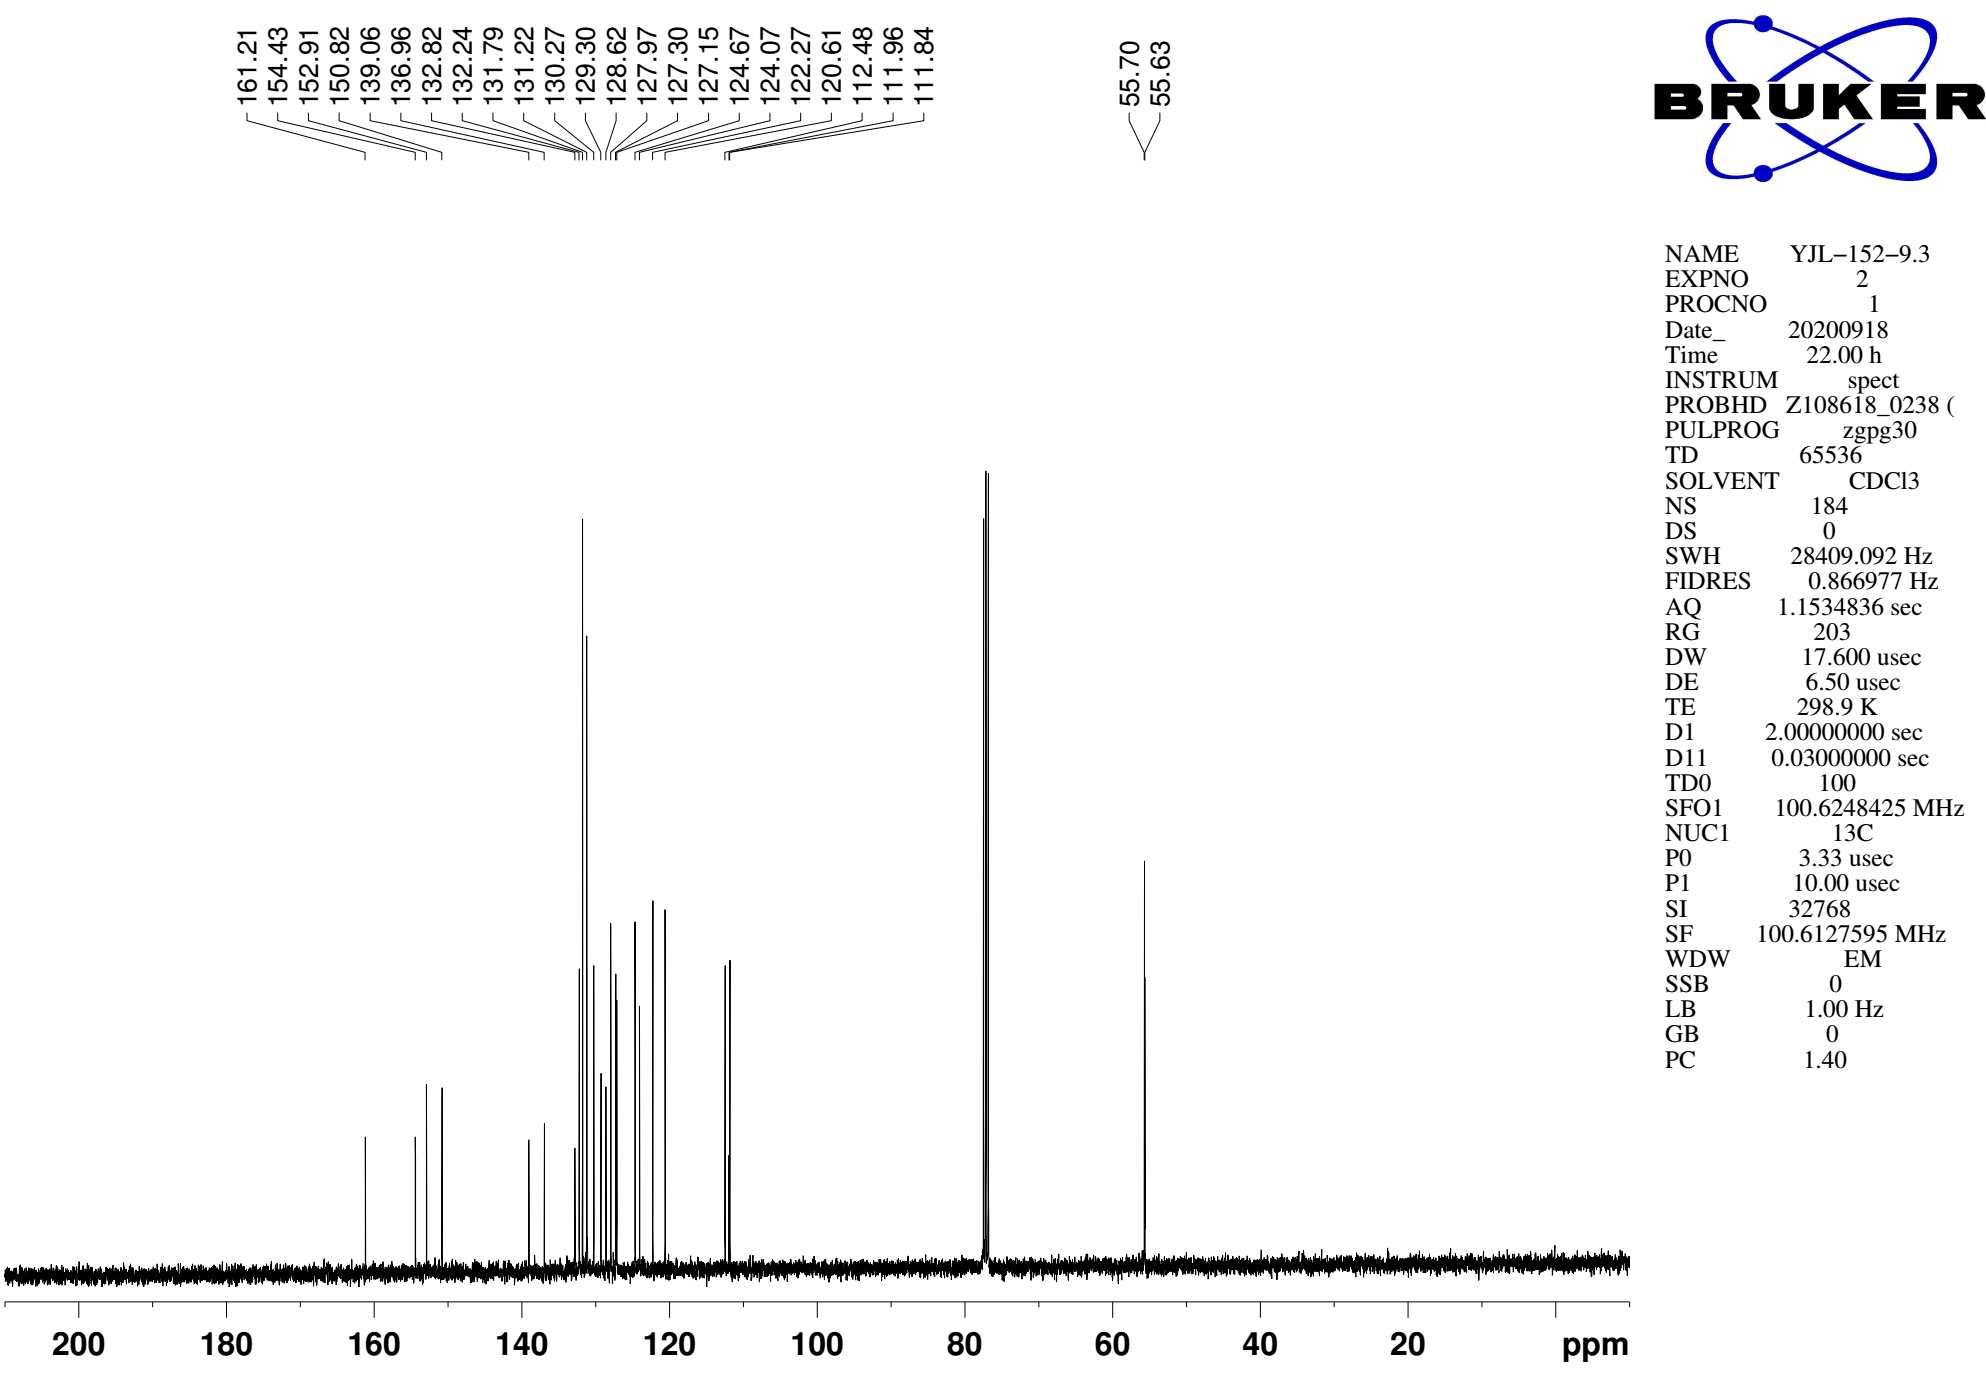 161.21
154.43
152.91
150.82
139.06
136.96
132.82
132.24
131.79
131.22
130.27
129.30
128.62
127.97
127.30
127.15
124.67
124.07
122.27
120.61
112.48
111.96
111.84
55.70
55.63
BRUKER
NAME YJL−152−9.3
EXPNO 2
PROCNO 1
Date_ 20200918
Time 22.00 h
INSTRUM spect
PROBHD Z108618_0238 (
PULPROG zgpg30
TD 65536
SOLVENT CDCl3
NS 184
DS 0
SWH 28409.092 Hz
FIDRES 0.866977 Hz
AQ 1.1534836 sec
RG 203
DW 17.600 usec
DE 6.50 usec
TE 298.9 K
D1 2.00000000 sec
D11 0.03000000 sec
TD0 100
SFO1 100.6248425 MHz
NUC1 13C
P0 3.33 usec
P1 10.00 usec
SI 32768
SF 100.6127595 MHz
WDW EM
SSB 0
LB 1.00 Hz
GB 0
PC 1.40
200 180 160 140 120 100 80 60 40 20 ppm